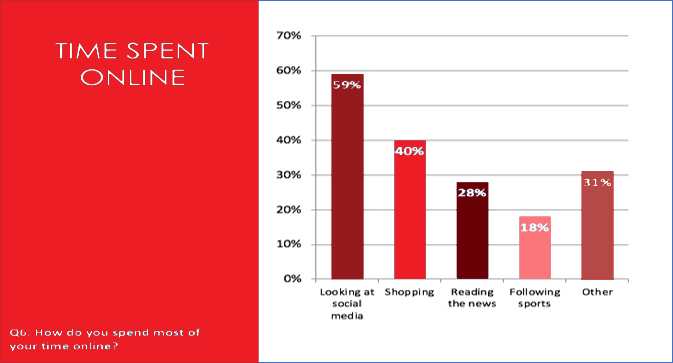 TIME SPENT
ONLINE
Q6. How do you spend most of
your time online?
70%
60%
50%
40%
30%
20%
10%
0%
59%
40%
28%
18%
31%
Looking at
social
media
Shopping
Reading
the news
Following
sports
Other